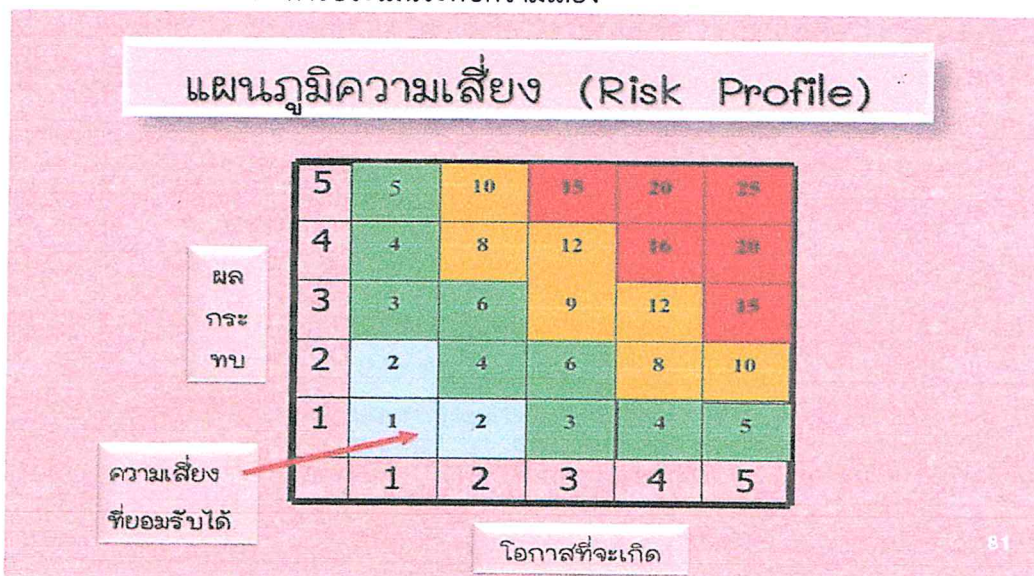 แผนภูมิความเสี่ยง (Risk Profile)
5 5 10 15 20 25
4 4 8 12 16 20
3 3 6 9 12 15
2 2 4 6 8 10
1 1 2 3 4 5
1 2 3 4 5
ผล
กระ
ทบ
ความเสี่ยง
ที่ยอมรับได้
โอกาสที่จะเกิด
81